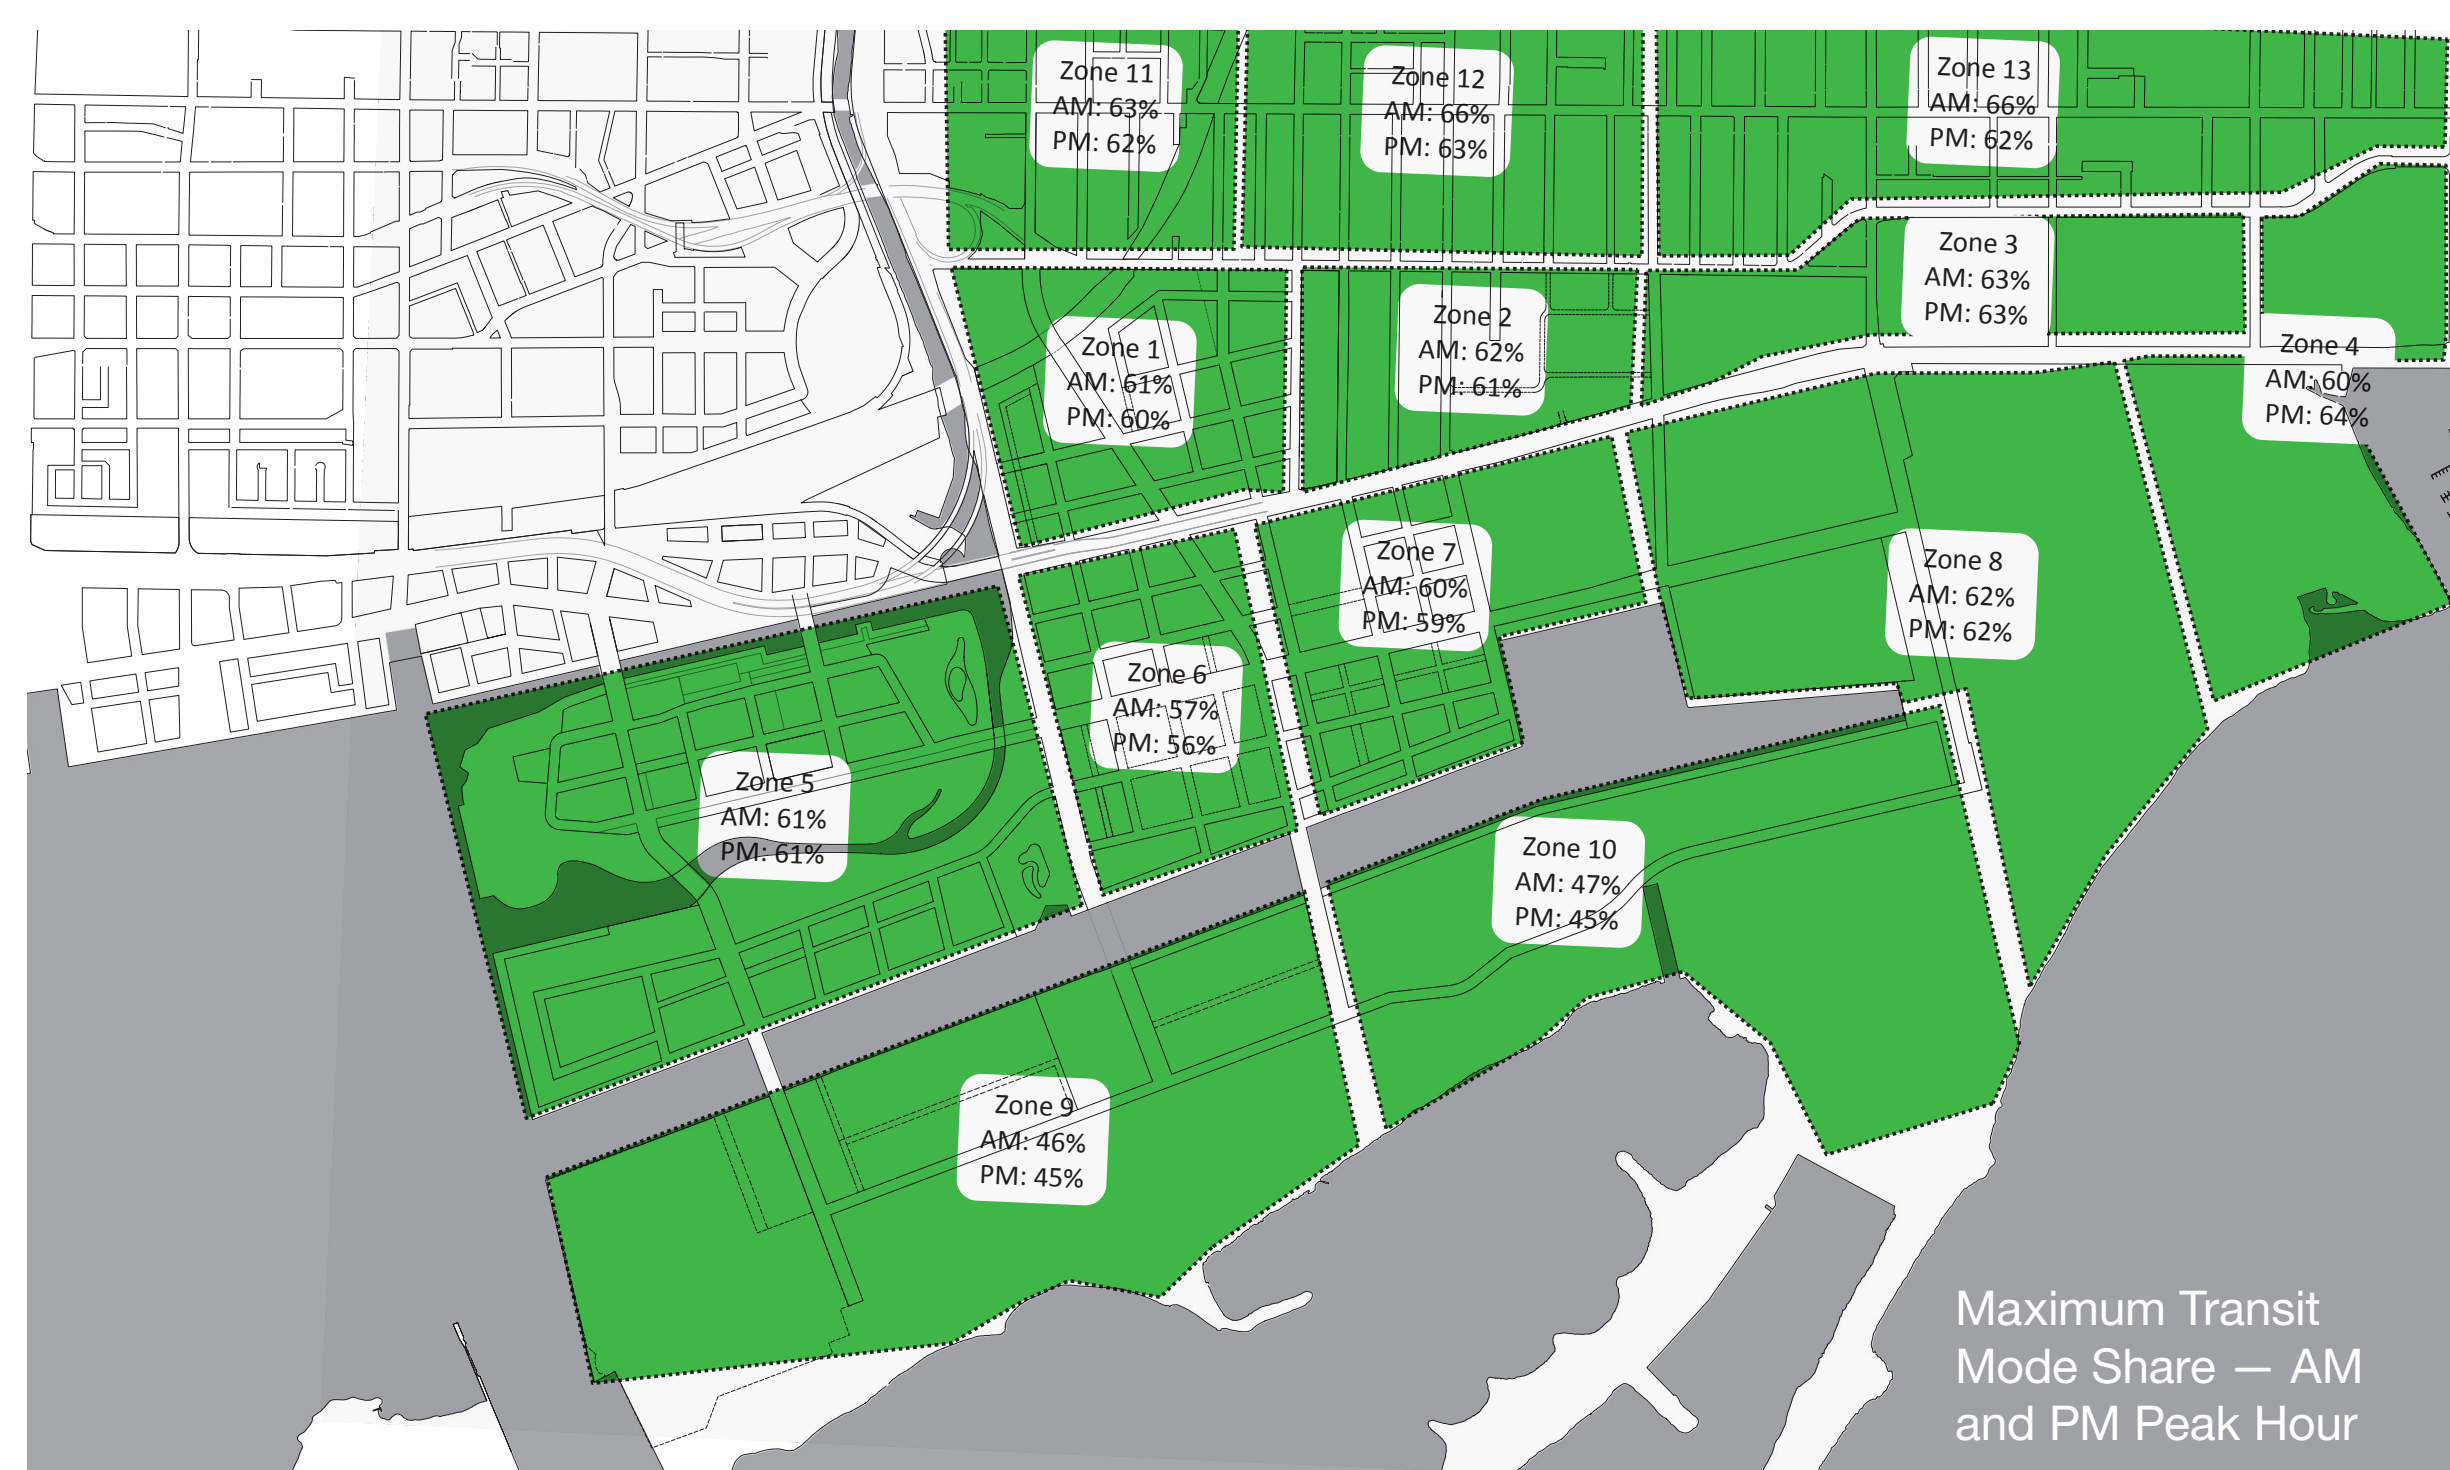 Zone 11
AM: 63%
PM: 62%
Zone 12
AM: 66%
PM: 63%
Zone 13
AM: 66%
PM: 62%
Zone 3
AM: 63%
PM: 63%
Zone 2
AM: 62%
PM: 61%
Zone 1
AM: 61%
PM: 60%
Zone 4
AM: 60%
PM: 64%
Zone 7
AM: 60%
PM: 59%
Zone 8
AM: 62%
PM: 62%
Zone 6
AM: 57%
PM: 56%
Zone 5
AM: 61%
PM: 61%
Zone 10
AM: 47%
PM: 45%
Zone 9
AM: 46%
PM: 45%
Maximum Transit
Mode Share — AM
and PM Peak Hour